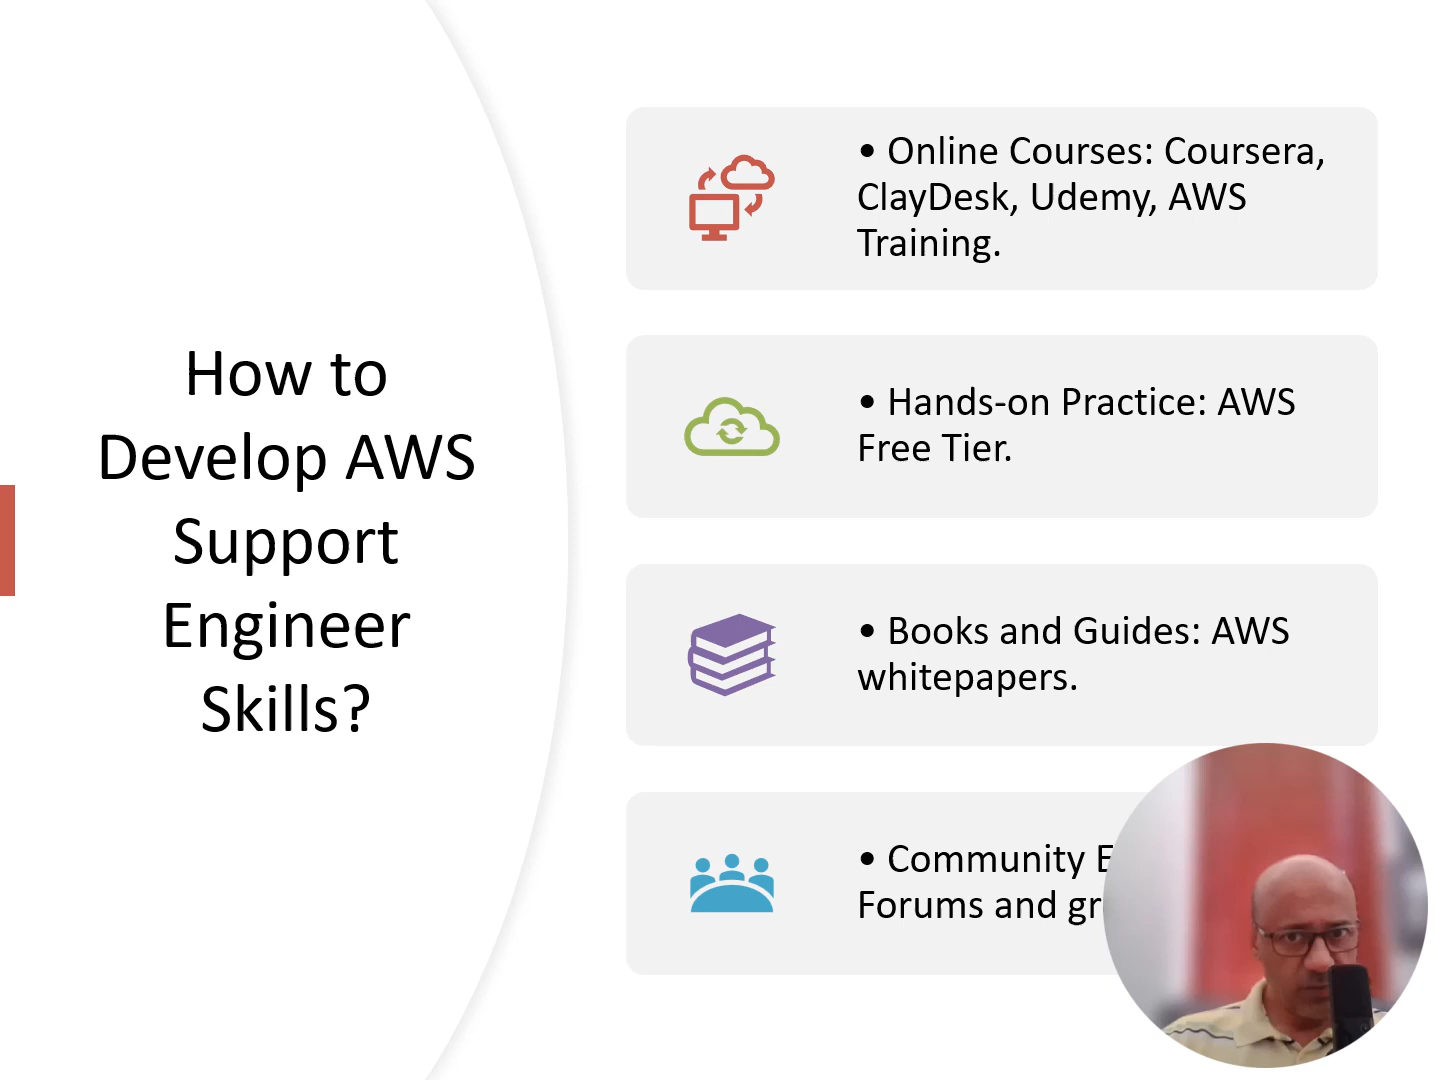 How to
Develop AWS
Support
Engineer
Skills?
• Online Courses: Coursera,
ClayDesk, Udemy, AWS
Training.
• Hands-on Practice: AWS
Free Tier.
• Books and Guides: AWS
whitepapers.
• Community
Forums and